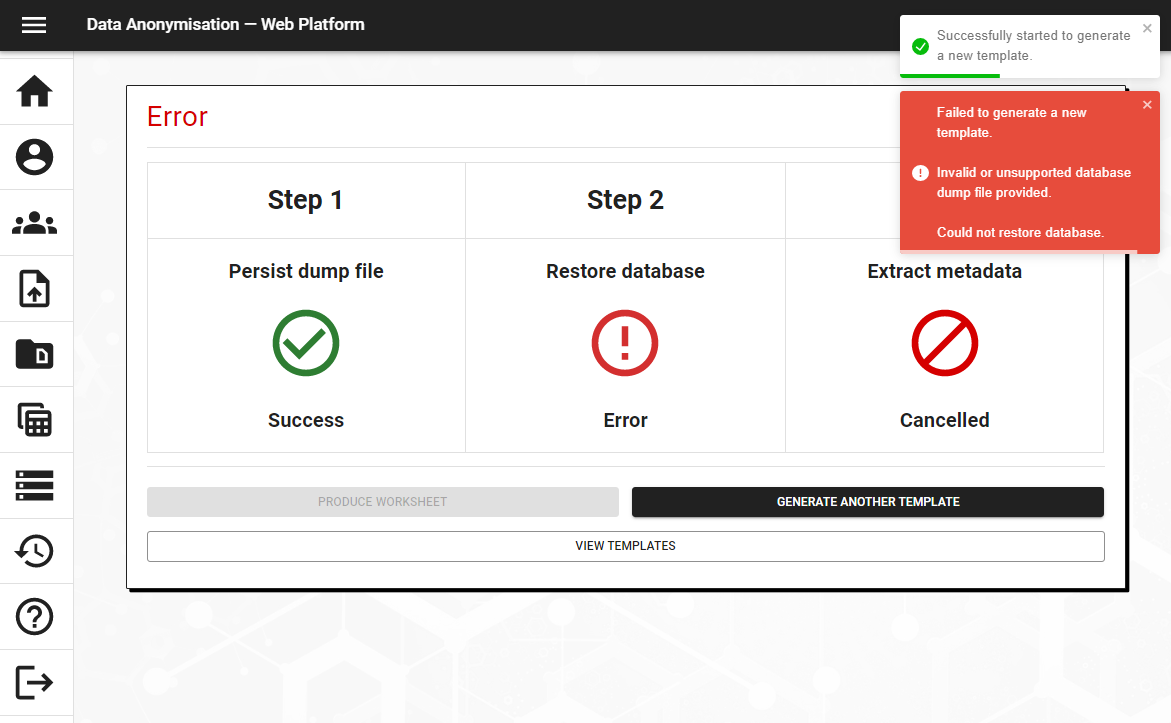 Data Anonymisation — Web Platform
Successfully started to generate
a new template.
Failed to generate a new
template.
Invalid or unsupported database
dump file provided.
Could not restore database.
Error
Step 1
Step 2
Persist dump file
Restore database
Extract metadata
Success
Error
Cancelled
PRODUCE WORKSHEET
GENERATE ANOTHER TEMPLATE
VIEW TEMPLATES